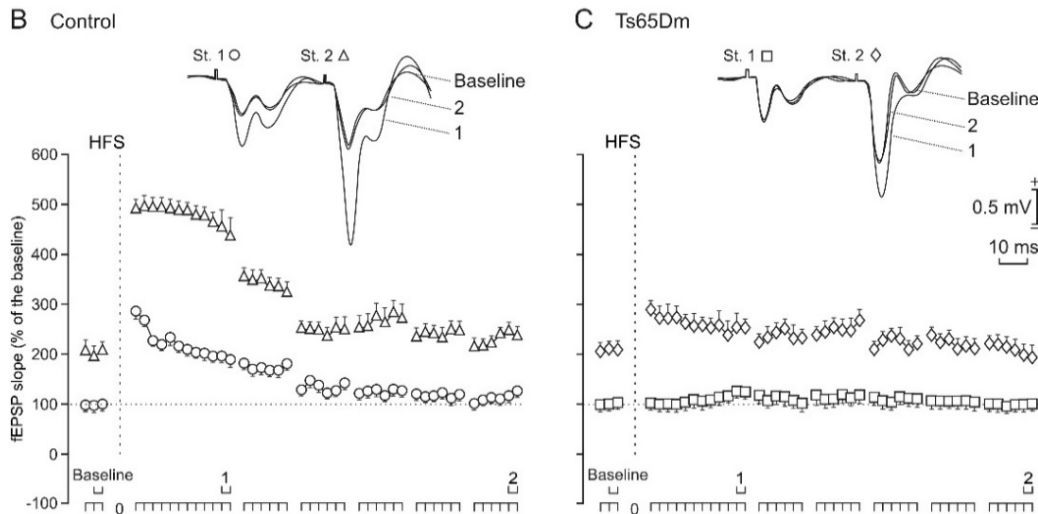 B Control
St. 1 St. 2
Baseline
2
1
HFS
600
500
400
300
200
100
0
-100
fEPSP slope (% of the baseline)
Baseline
1
2
0
C Ts65Dm
St. 1 St. 2
Baseline
2
1
HFS
+
0.5 mV
=
10 ms
Baseline
1
2
0